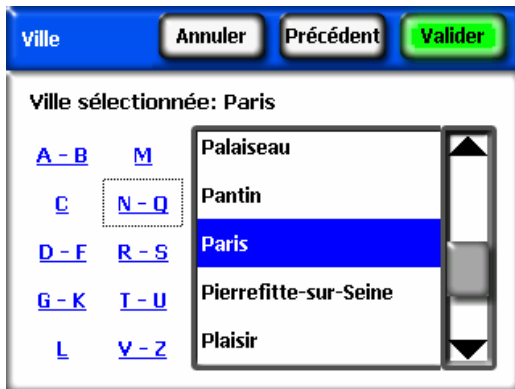 Ville Annuler Précédent Valider
Ville sélectionnée: Paris
A - B M
C N - Q
D - F R - S
G - K T - U
L V - Z
Palaiseau
Pantin
Paris
Pierrefitte-sur-Seine
Plaisir